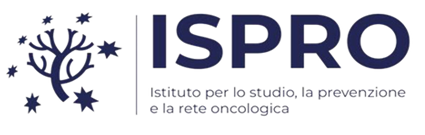 ISPRO
Istituto per lo studio, la prevenzione
e la rete oncologica